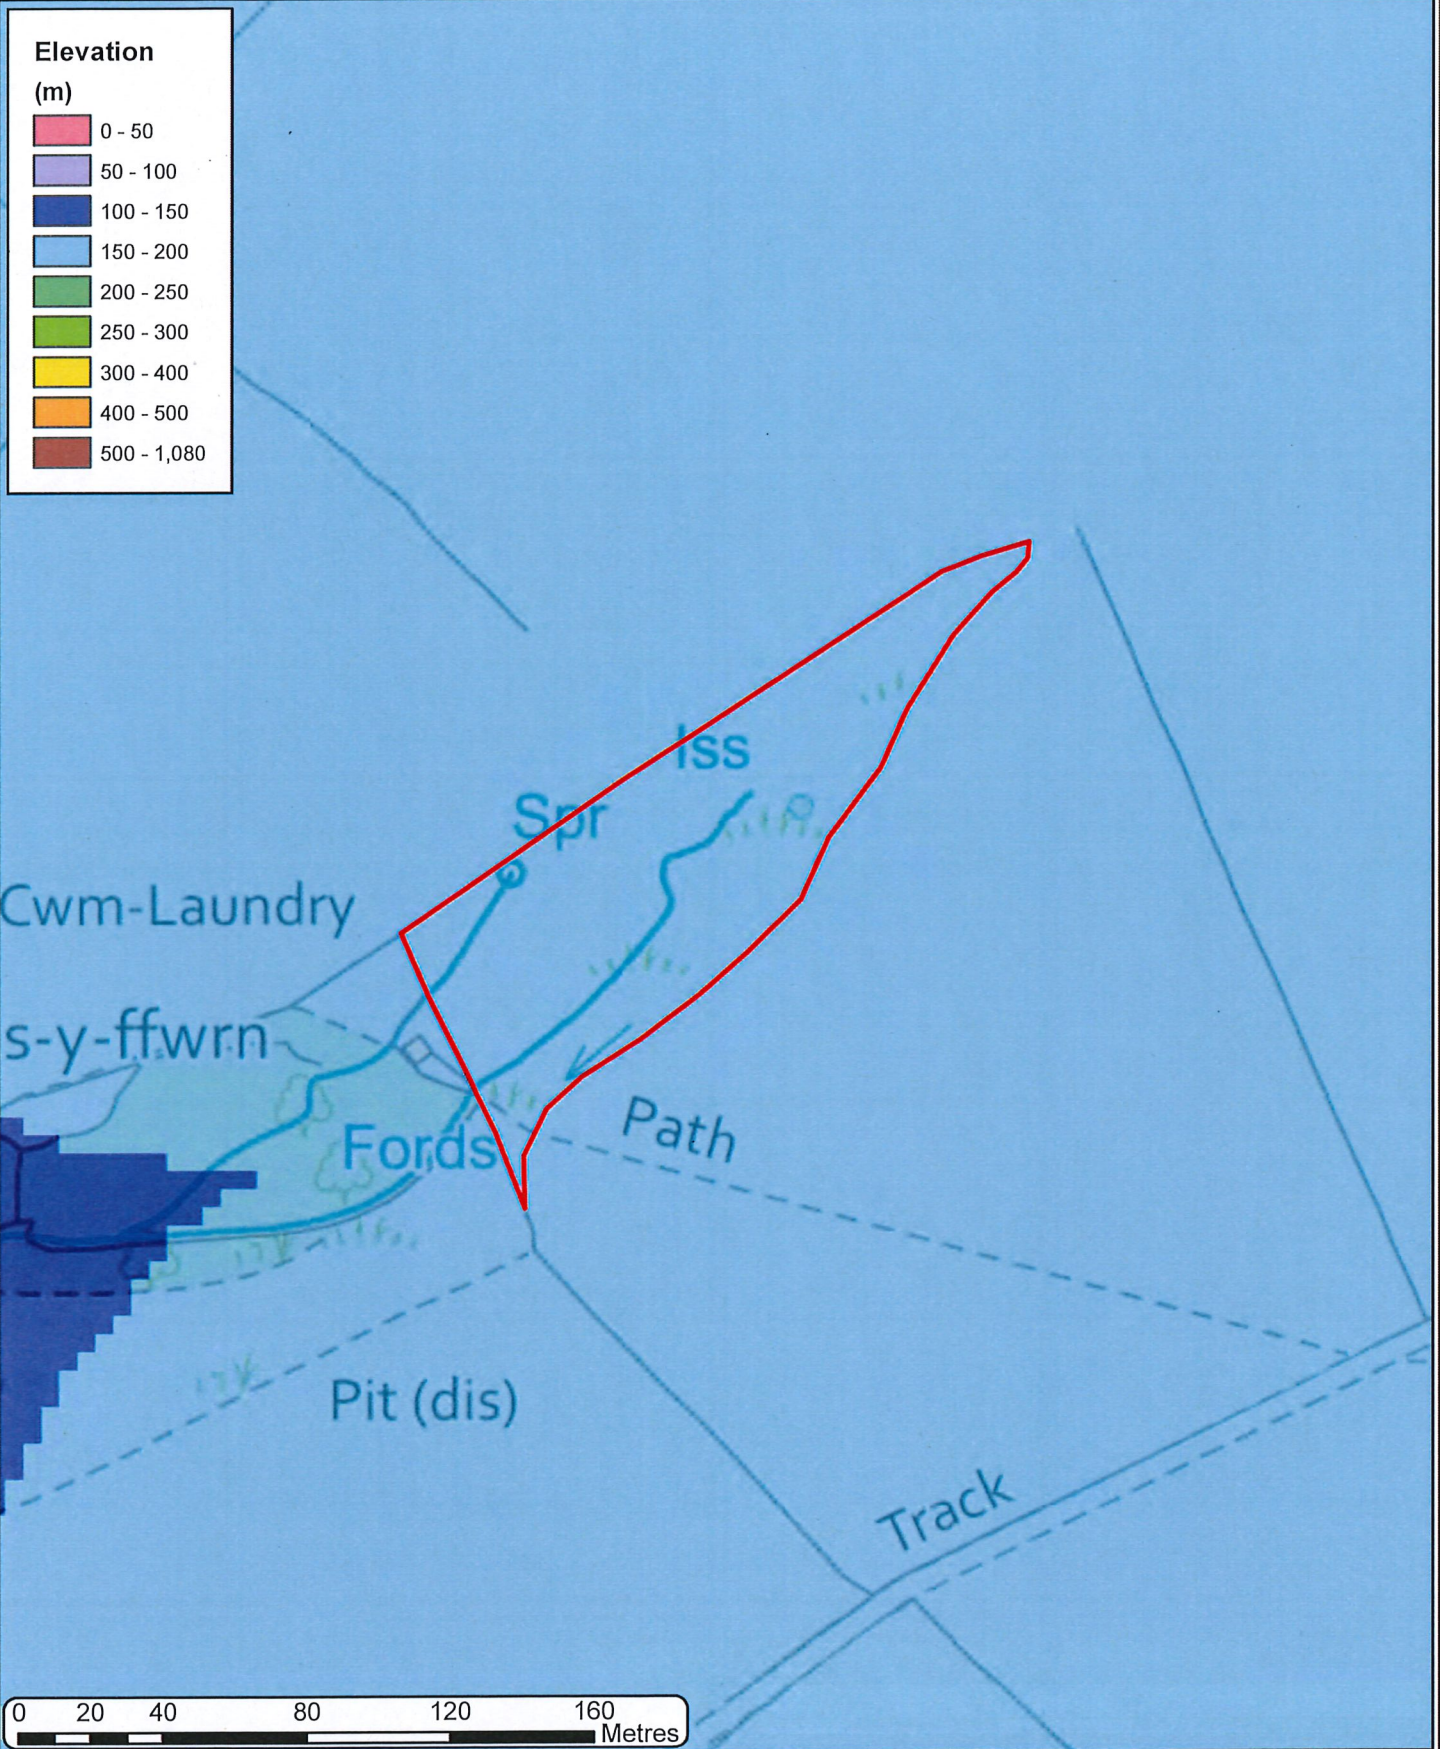 Elevation
(m)
0 - 50
50 - 100
100 - 150
150 - 200
200 - 250
250 - 300
300 - 400
400 - 500
500 - 1,080
Iss
Spr
Cwm-Laundry
s-y-ffwrn
Fords
Path
Pit (dis)
Track
0 20 40 80 120 160
Metres